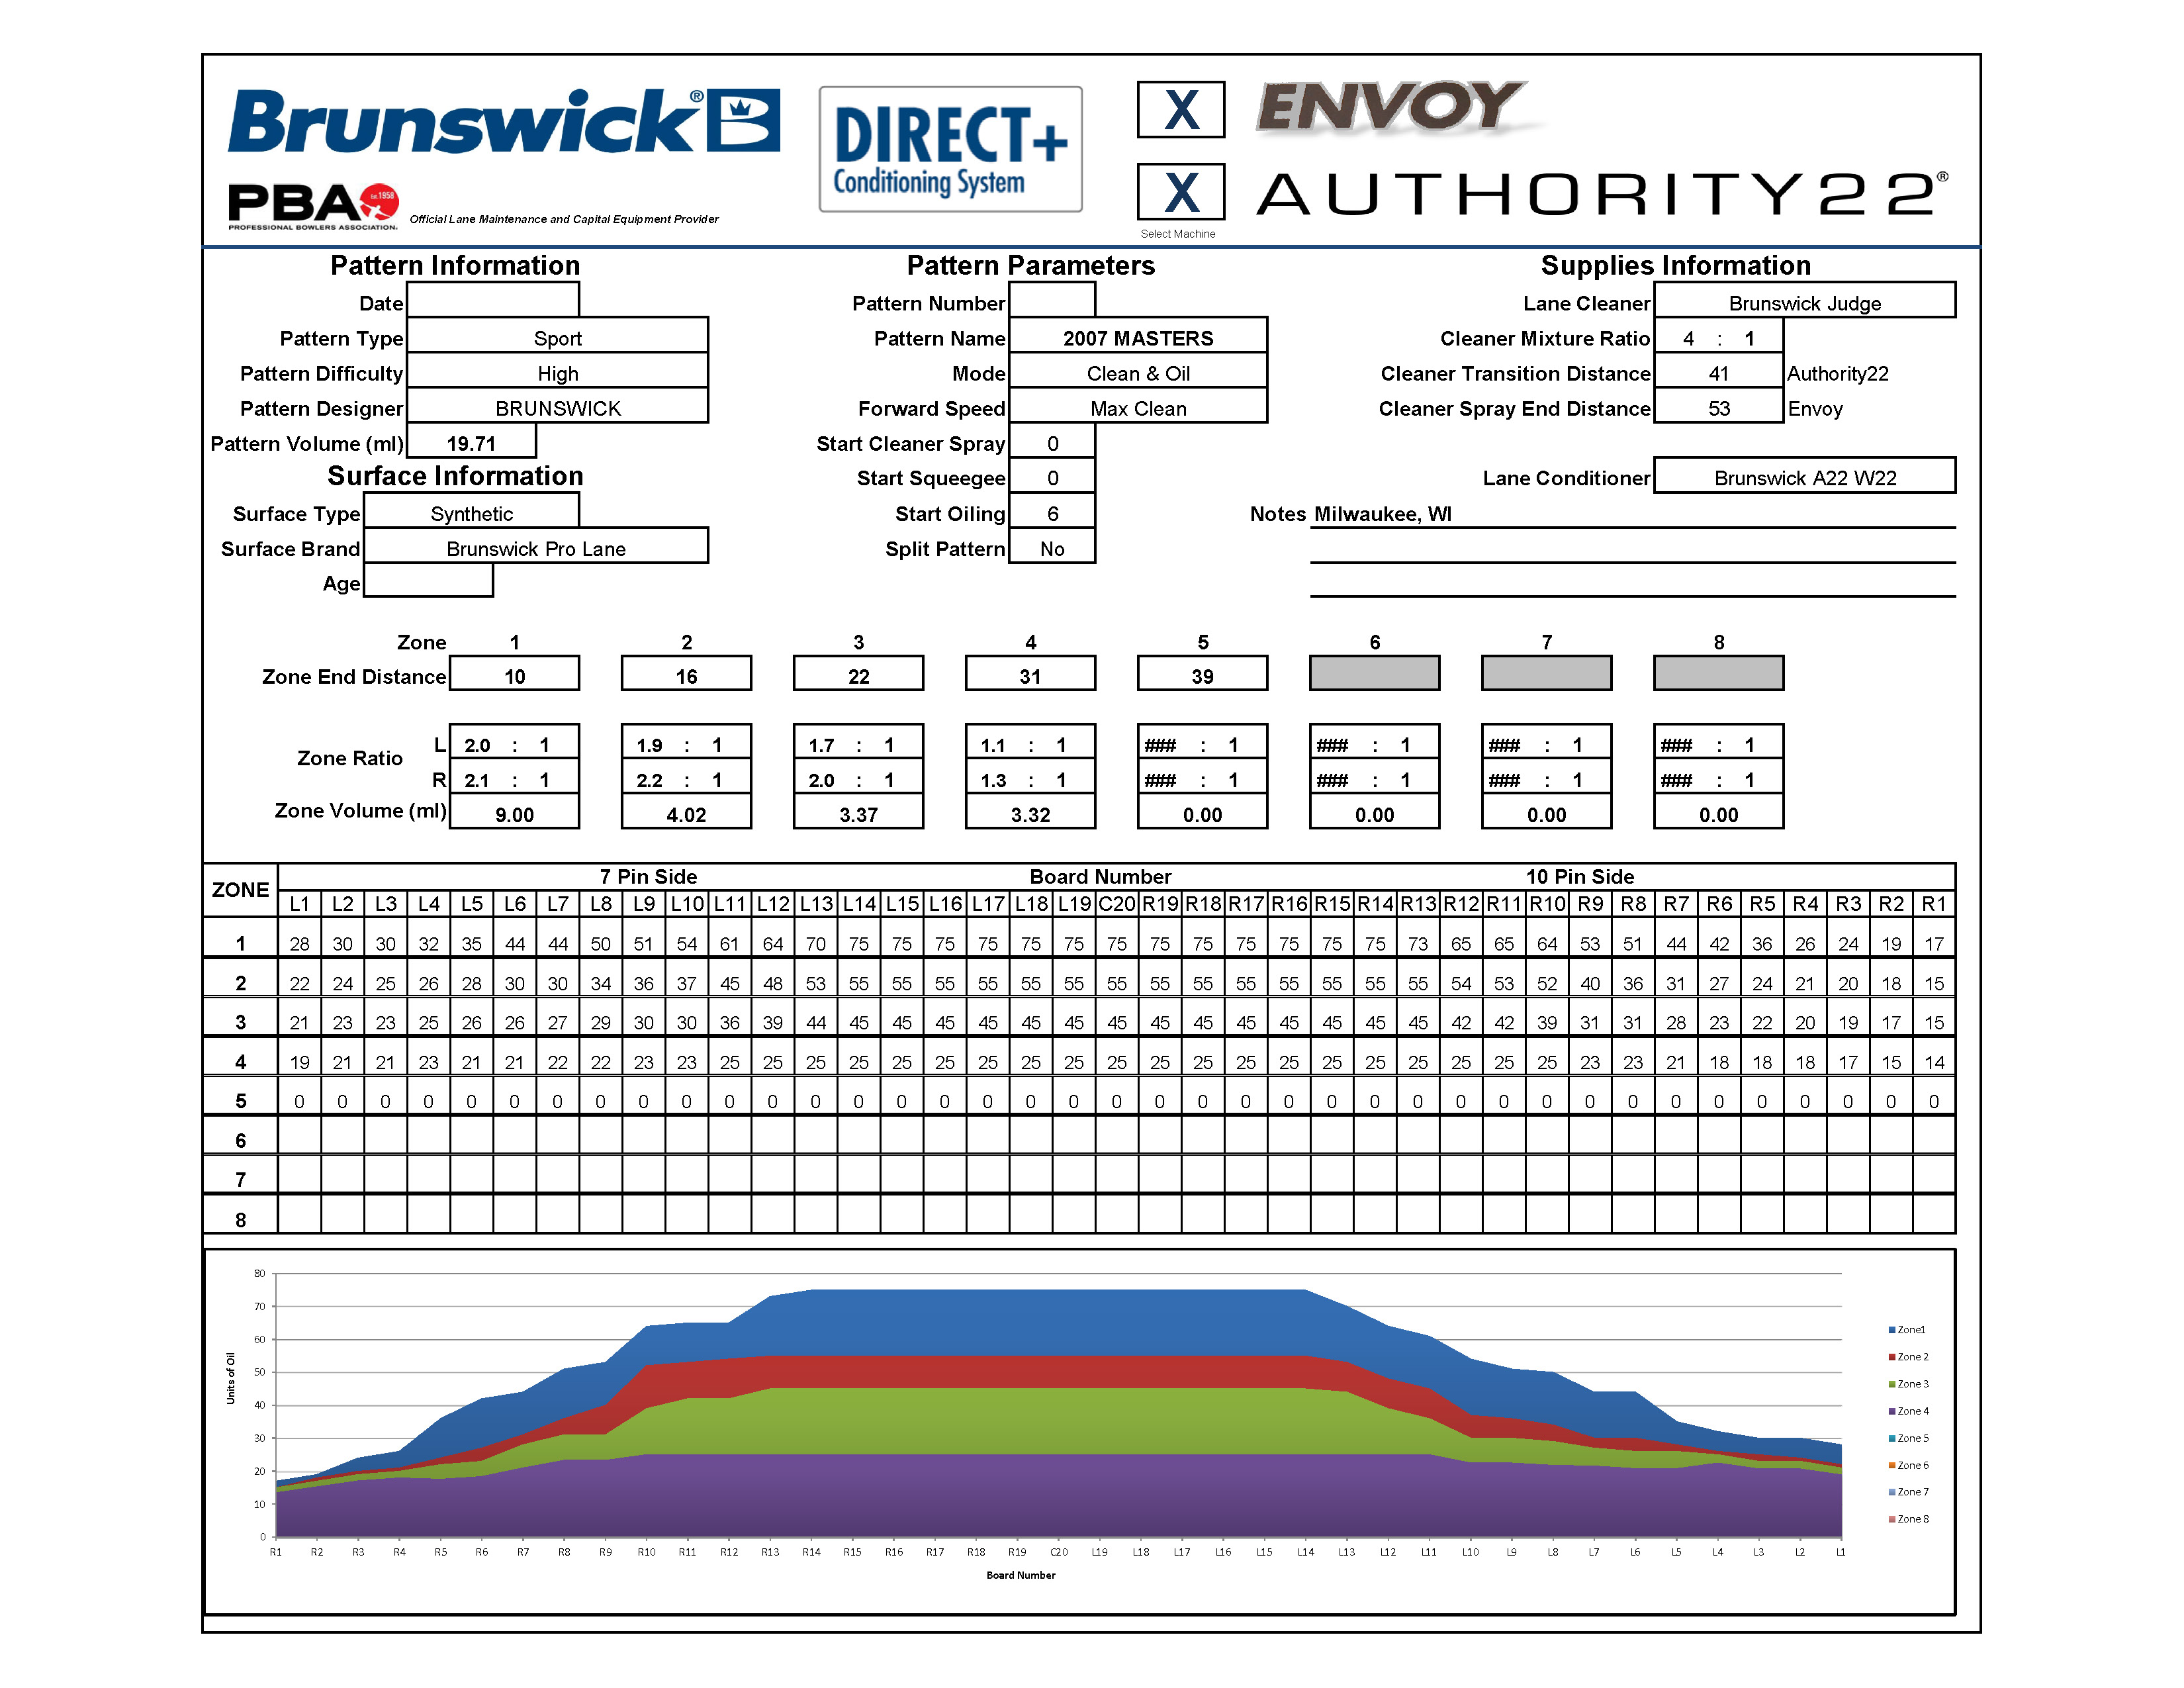 Brunswick® B
DIRECT+
Conditioning System
X ENVOY
X AUTHORITY22®
Select Machine
PBA est.1958
PROFESSIONAL BOWLERS ASSOCIATION.
Official Lane Maintenance and Capital Equipment Provider
Pattern Information
Date
Pattern Type Sport
Pattern Difficulty High
Pattern Designer BRUNSWICK
Pattern Volume (ml) 19.71
Surface Information
Surface Type Synthetic
Surface Brand Brunswick Pro Lane
Age
Pattern Parameters
Pattern Number
Pattern Name 2007 MASTERS
Mode Clean & Oil
Forward Speed Max Clean
Start Cleaner Spray 0
Start Squeegee 0
Start Oiling 6
Split Pattern No
Supplies Information
Lane Cleaner Brunswick Judge
Cleaner Mixture Ratio 4 : 1
Cleaner Transition Distance 41 Authority22
Cleaner Spray End Distance 53 Envoy
Lane Conditioner Brunswick A22 W22
Notes Milwaukee, WI
Zone 1 2 3 4 5 6 7 8
Zone End Distance 10 16 22 31 39
Zone Ratio
L 2.0 : 1 1.9 : 1 1.7 : 1 1.1 : 1 ### : 1 ### : 1 ### : 1 ### : 1
R 2.1 : 1 2.2 : 1 2.0 : 1 1.3 : 1 ### : 1 ### : 1 ### : 1 ### : 1
Zone Volume (ml) 9.00 4.02 3.37 3.32 0.00 0.00 0.00 0.00
ZONE 7 Pin Side Board Number 10 Pin Side
L1 L2 L3 L4 L5 L6 L7 L8 L9 L10 L11 L12 L13 L14 L15 L16 L17 L18 L19 C20 R19 R18 R17 R16 R15 R14 R13 R12 R11 R10 R9 R8 R7 R6 R5 R4 R3 R2 R1
1 28 30 30 32 35 44 44 50 51 54 61 64 70 75 75 75 75 75 75 75 75 75 75 75 75 75 73 65 65 64 53 51 44 42 36 26 24 19 17
2 22 24 25 26 28 30 30 34 36 37 45 48 53 55 55 55 55 55 55 55 55 55 55 55 55 55 55 54 53 52 40 36 31 27 24 21 20 18 15
3 21 23 23 25 26 26 27 29 30 30 36 39 44 45 45 45 45 45 45 45 45 45 45 45 45 45 45 42 42 39 31 31 28 23 22 20 19 17 15
4 19 21 21 23 21 21 22 22 23 23 25 25 25 25 25 25 25 25 25 25 25 25 25 25 25 25 25 25 25 25 23 23 21 18 18 18 17 15 14
5 0 0 0 0 0 0 0 0 0 0 0 0 0 0 0 0 0 0 0 0 0 0 0 0 0 0 0 0 0 0 0 0 0 0 0 0 0 0 0
6
7
8
Units of Oil
80
70
60
50
40
30
20
10
0
R1 R2 R3 R4 R5 R6 R7 R8 R9 R10 R11 R12 R13 R14 R15 R16 R17 R18 R19 C20 L19 L18 L17 L16 L15 L14 L13 L12 L11 L10 L9 L8 L7 L6 L5 L4 L3 L2 L1
Board Number
Zone1
Zone 2
Zone 3
Zone 4
Zone 5
Zone 6
Zone 7
Zone 8